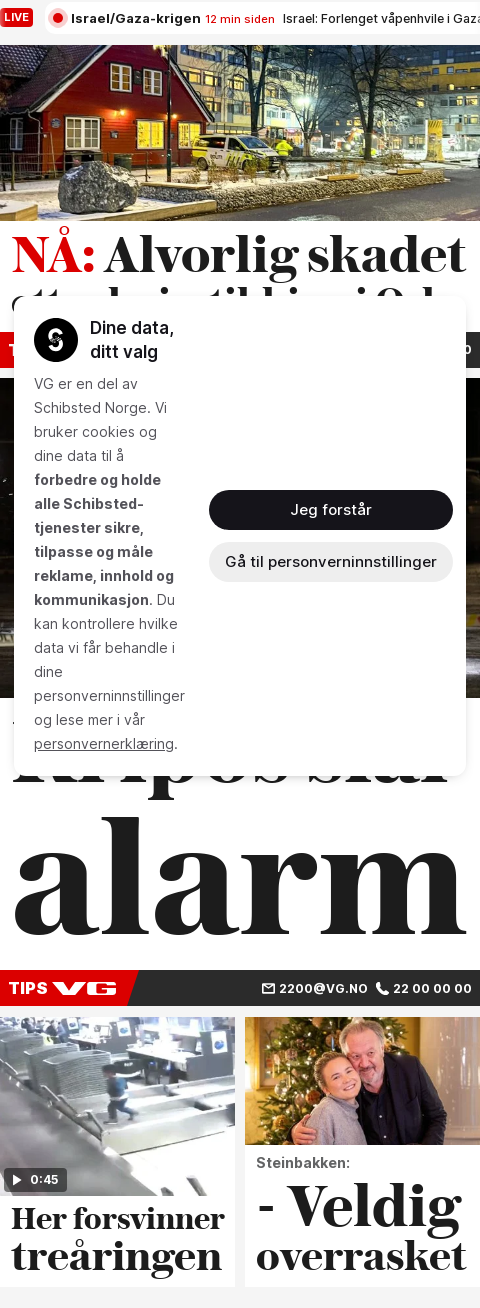 LIVE Israel/Gaza-krigen 12 min siden Israel: Forlenget våpenhvile i
NÅ: Alvorlig skadet
Dine data,
ditt valg
VG er en del av
Schibsted Norge. Vi
bruker cookies og
dine data til å
forbedre og holde
alle Schibsted-
tjenester sikre,
tilpasse og måle
reklame, innhold og
kommunikasjon. Du
kan kontrollere hvilke
data vi får behandle i
dine
personverninnstillinger
og lese mer i vår
personvernerklæring.
Jeg forstår
Gå til personverninnstillinger
alarm
TIPS VG 2200@VG.NO 22 00 00 00
0:45
Her forsvinner
treåringen
Steinbakken:
- Veldig
overrasket